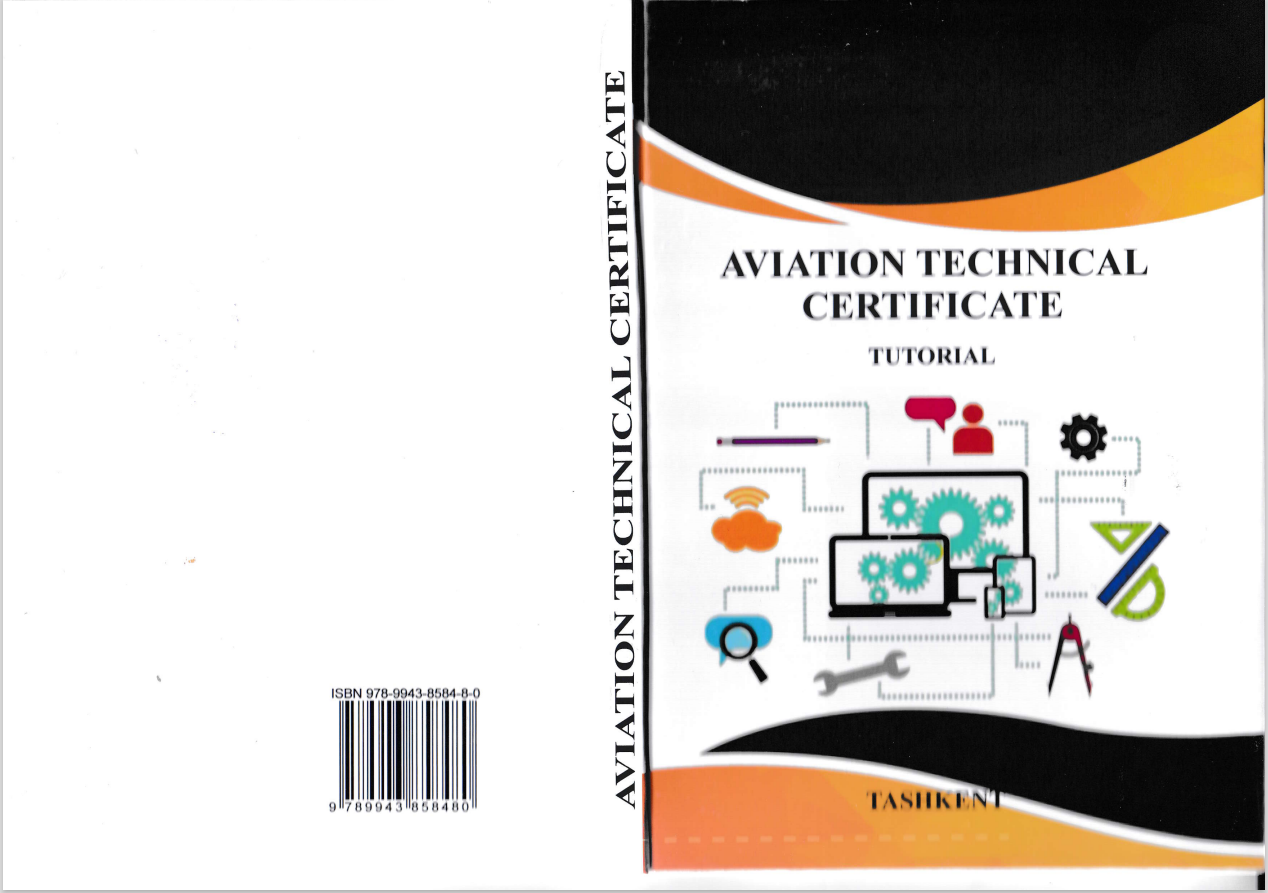 ISBN 978-9943-8584-8-0
9 789943 858480
AVIATION TECHNICAL CERTIFICATE
AVIATION TECHNICAL
CERTIFICATE
TUTORIAL
TASHKENT